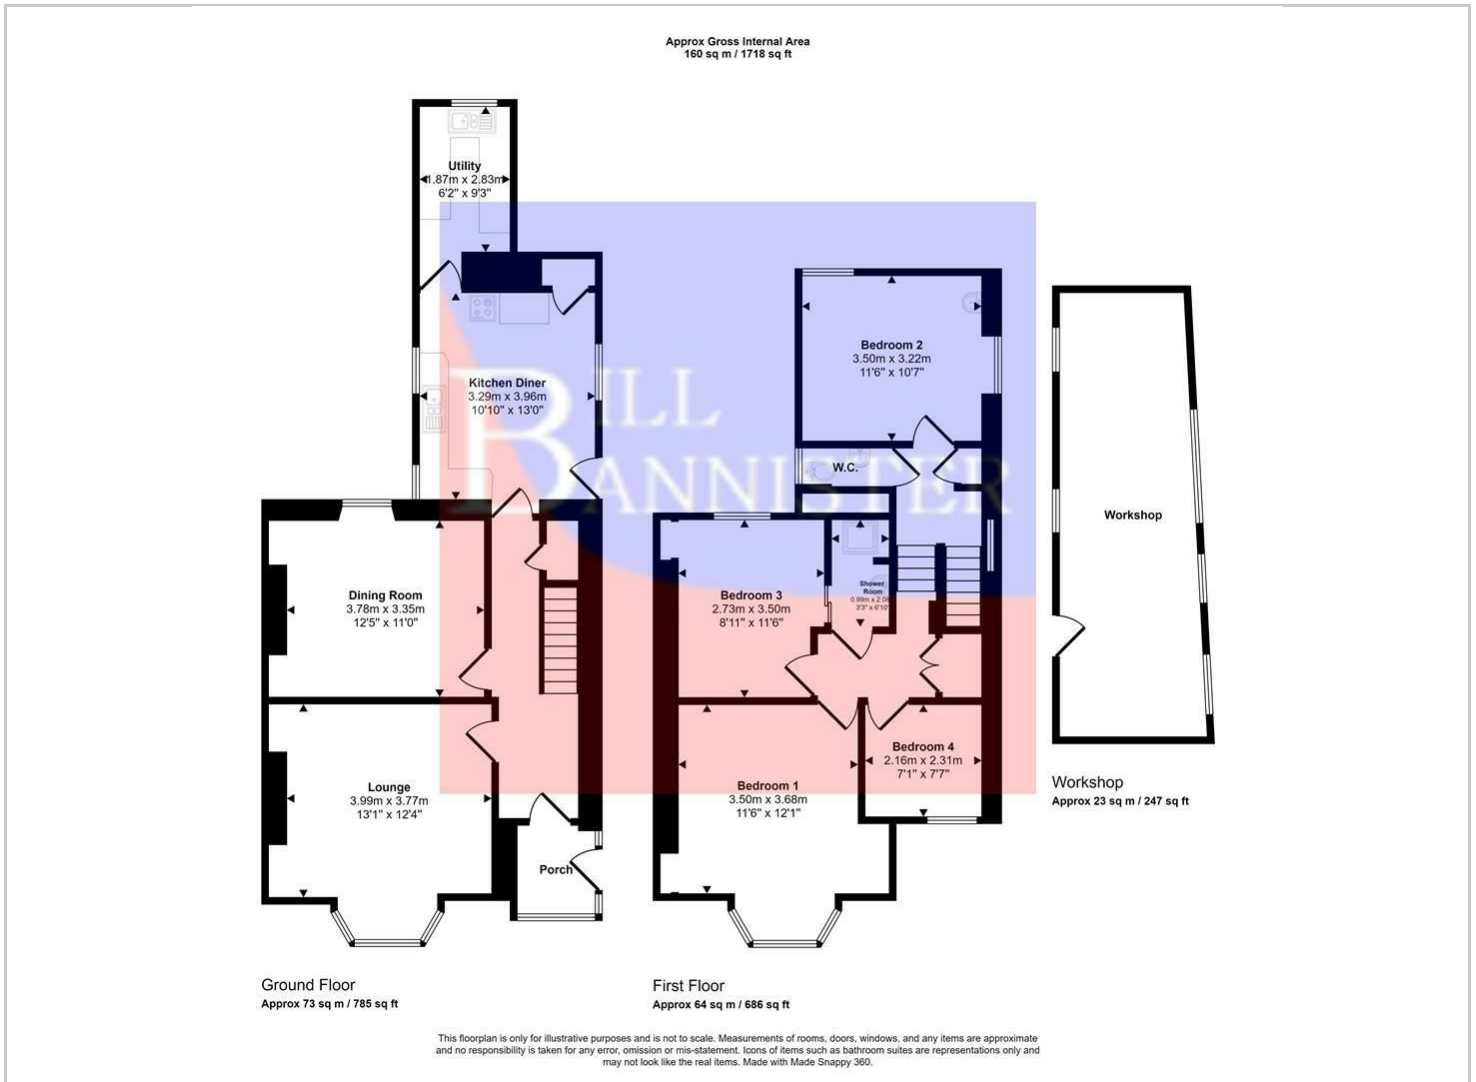 Approx Gross Internal Area
160 sq m / 1718 sq ft
Utility
1.87m x 2.83m
6'2" x 9'3"
Kitchen Diner
3.29m x 3.96m
10'10" x 13'0"
Dining Room
3.78m x 3.35m
12'5" x 11'0"
Lounge
3.99m x 3.77m
13'1" x 12'4"
Porch
Ground Floor
Approx 73 sq m / 785 sq ft
BILL
BANNISTER
Bedroom 2
3.50m x 3.22m
11'6" x 10'7"
W.C.
Bedroom 3
2.73m x 3.50m
8'11" x 11'6"
Shower
Room
0.99m x 2.08
3'3" x 6'10"
Bedroom 1
3.50m x 3.68m
11'6" x 12'1"
Bedroom 4
2.16m x 2.31m
7'1" x 7'7"
First Floor
Approx 64 sq m / 686 sq ft
Workshop
Workshop
Approx 23 sq m / 247 sq ft
This floorplan is only for illustrative purposes and is not to scale. Measurements of rooms, doors, windows, and any items are approximate
and no responsibility is taken for any error, omission or mis-statement. Icons of items such as bathroom suites are representations only and
may not look like the real items. Made with Made Snappy 360.